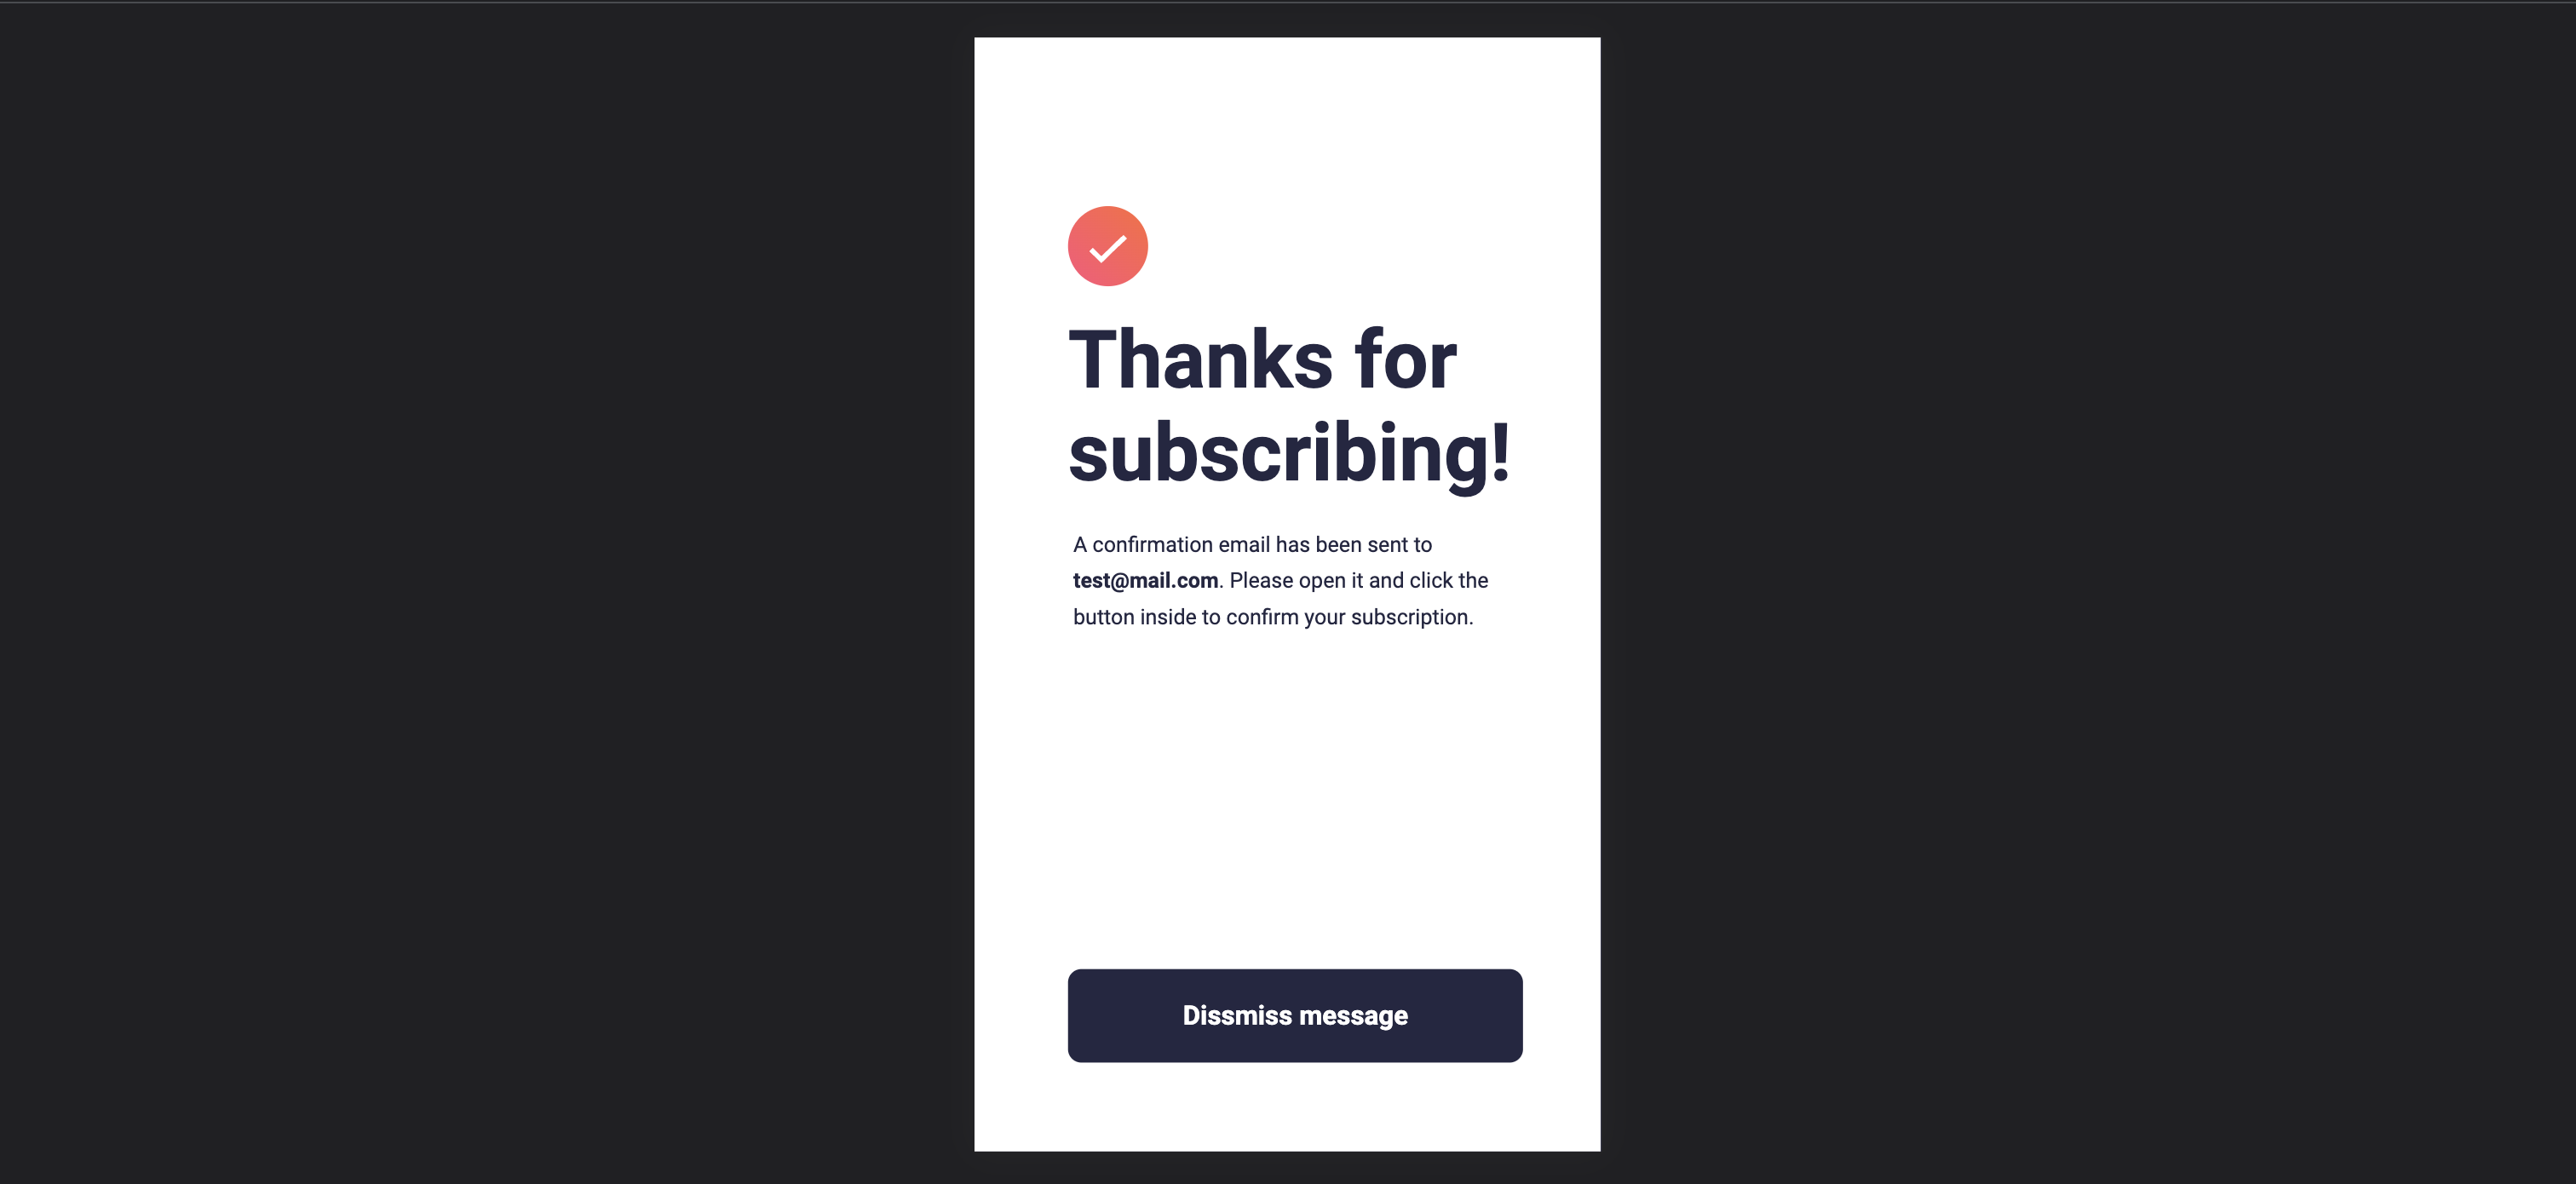 Thanks for
subscribing!
A confirmation email has been sent to
test@mail.com. Please open it and click the
button inside to confirm your subscription.
Dissmiss message